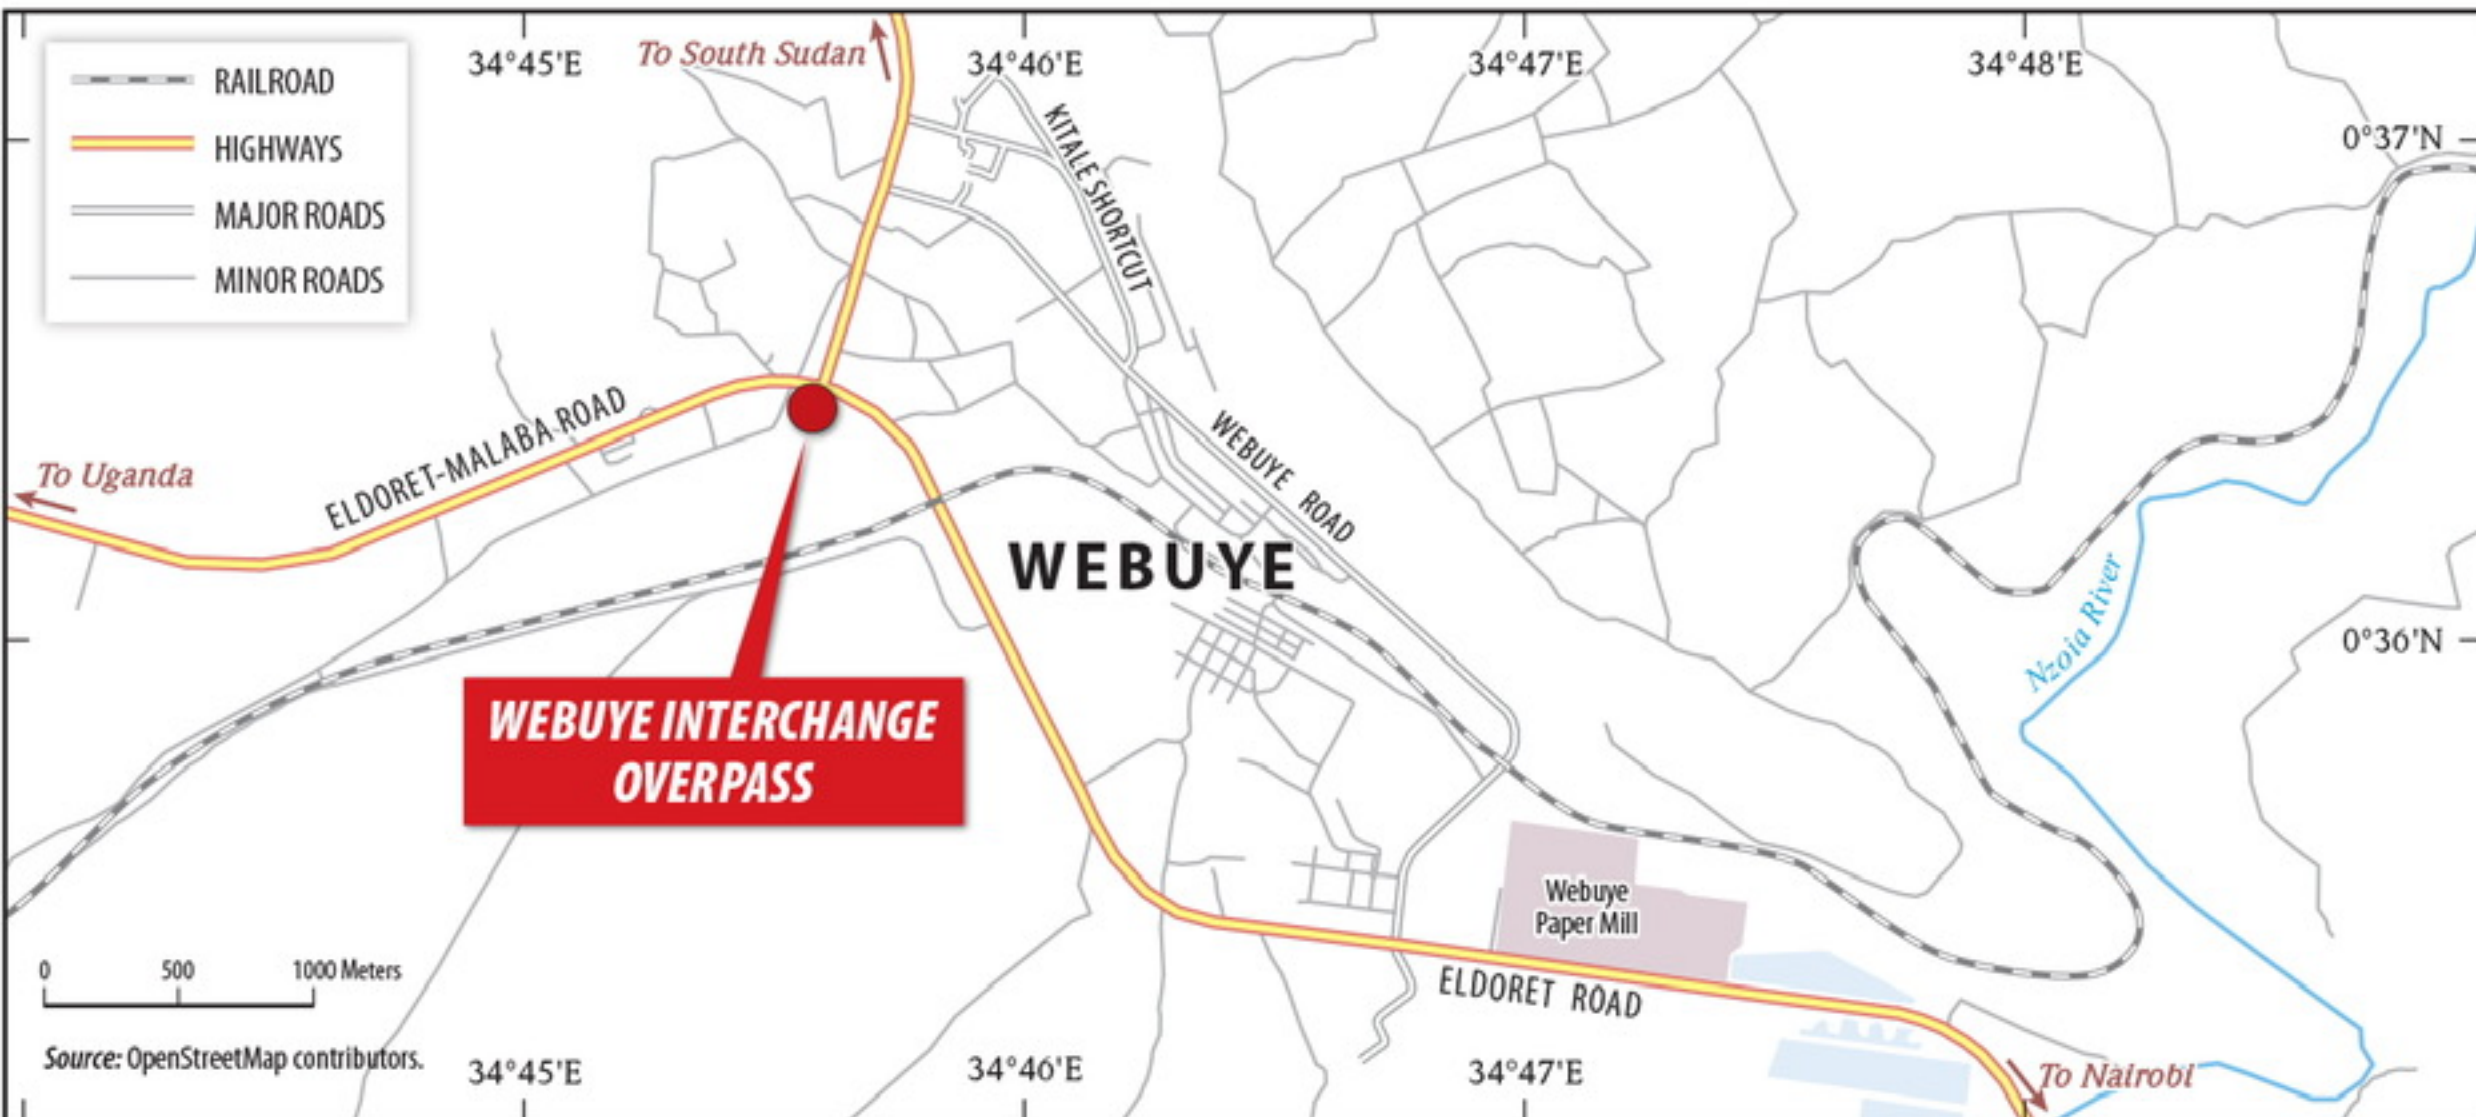 RAILROAD
HIGHWAYS
MAJOR ROADS
MINOR ROADS
34°45'E
To South Sudan
34°46'E
34°47'E
34°48'E
0°37'N
KITALE SHORTCUT
ELDORET-MALABA ROAD
To Uganda
WEBUYE ROAD
WEBUYE
Nzoia River
0°36'N
WEBUYE INTERCHANGE
OVERPASS
Webuye
Paper Mill
ELDORET ROAD
0 500 1000 Meters
Source: OpenStreetMap contributors.
34°45'E
34°46'E
34°47'E
To Nairobi